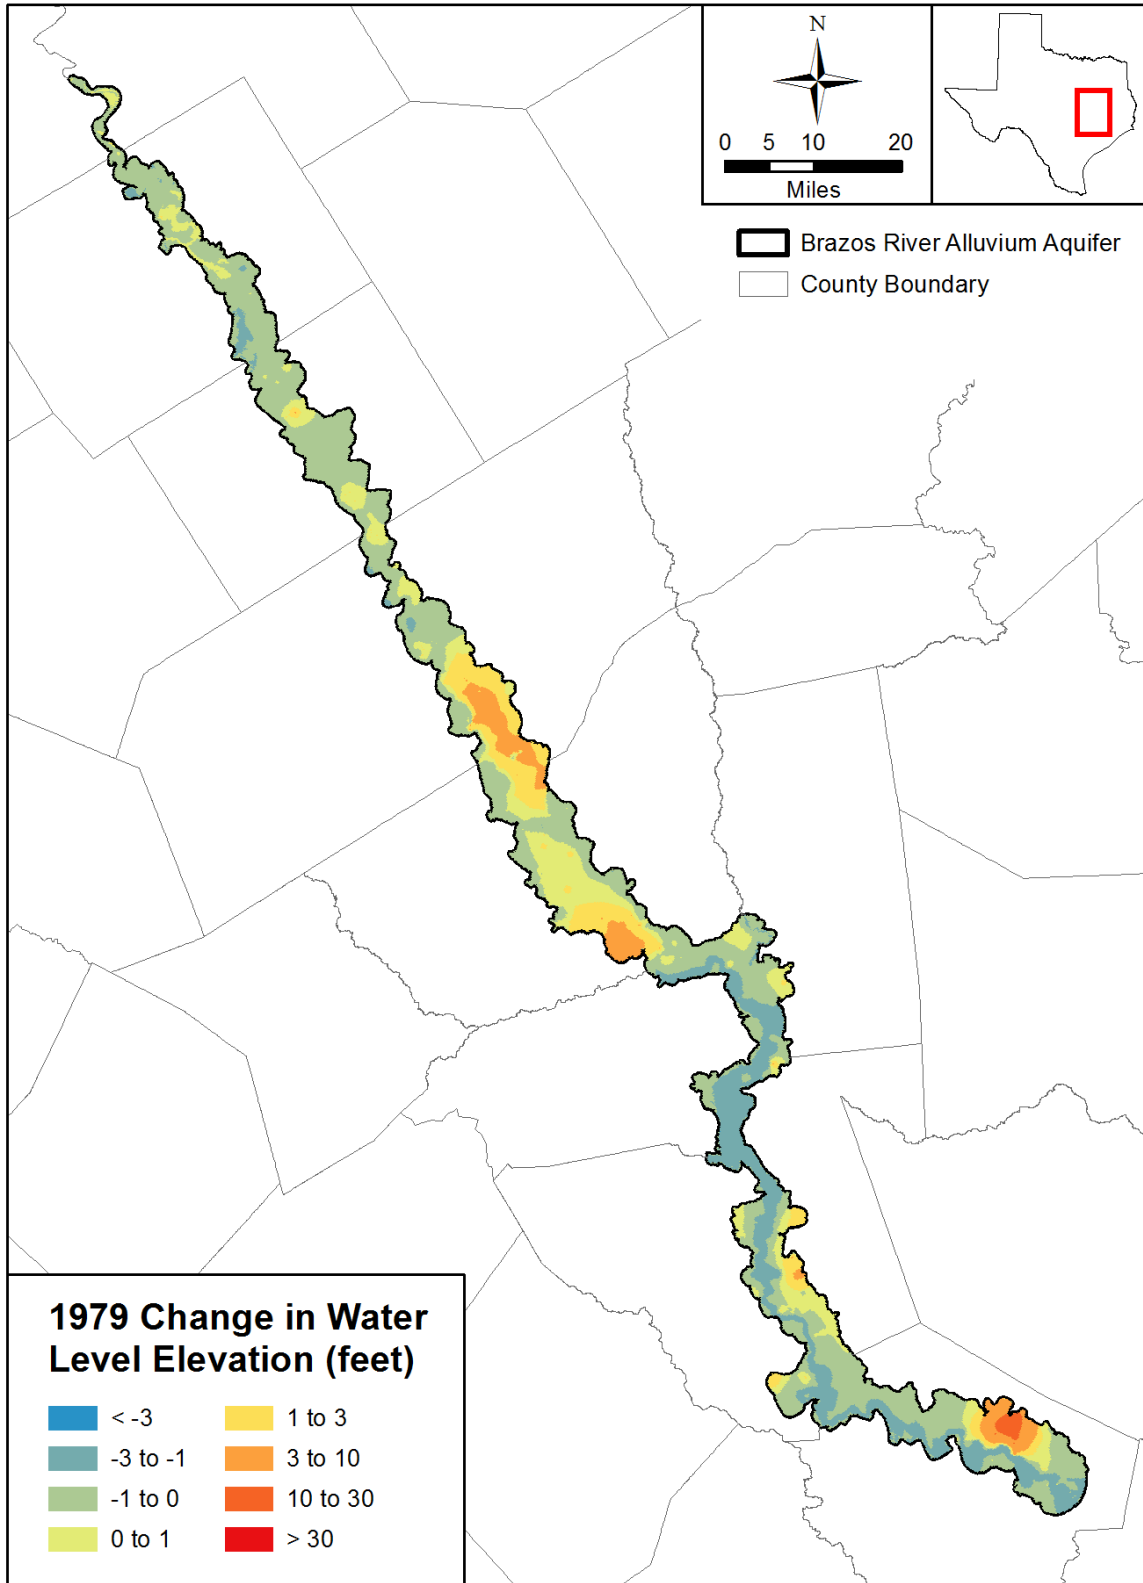 N
0 5 10 20
Miles
Brazos River Alluvium Aquifer
County Boundary
1979 Change in Water
Level Elevation (feet)
< -3
-3 to -1
-1 to 0
0 to 1
1 to 3
3 to 10
10 to 30
> 30